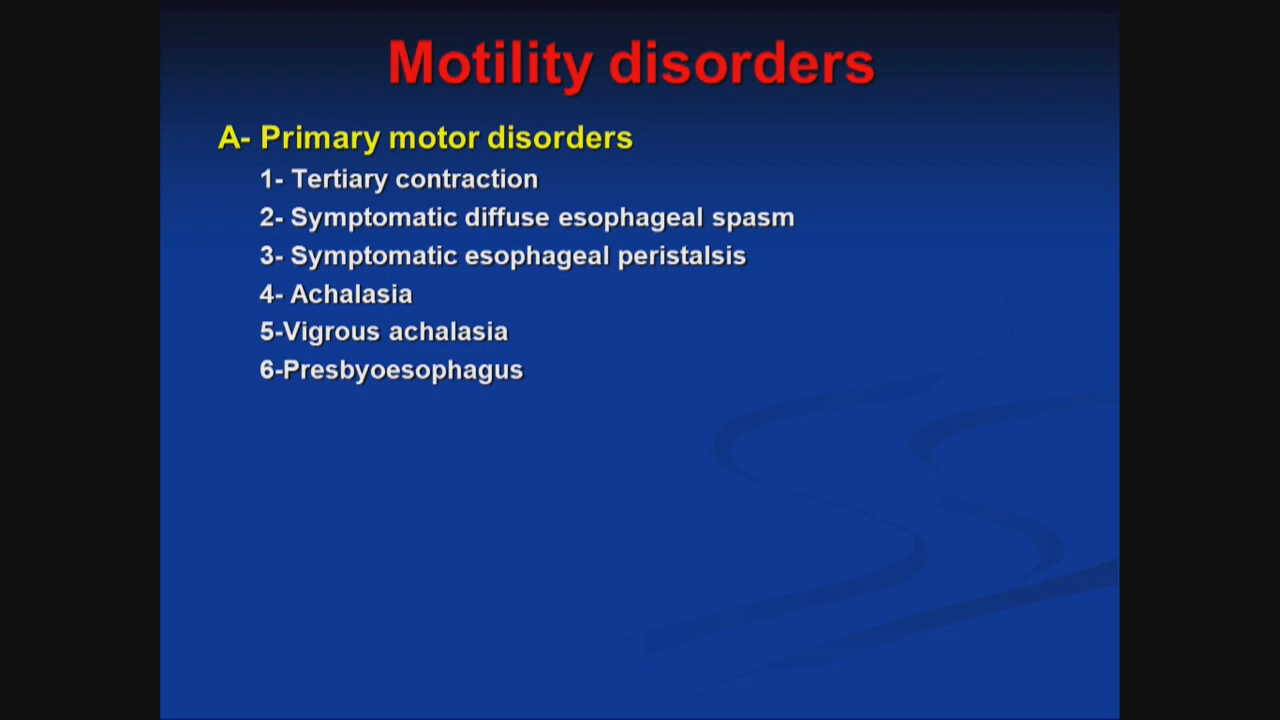 Motility disorders
A- Primary motor disorders
1- Tertiary contraction
2- Symptomatic diffuse esophageal spasm
3- Symptomatic esophageal peristalsis
4- Achalasia
5-Vigrous achalasia
6-Presbyoesophagus